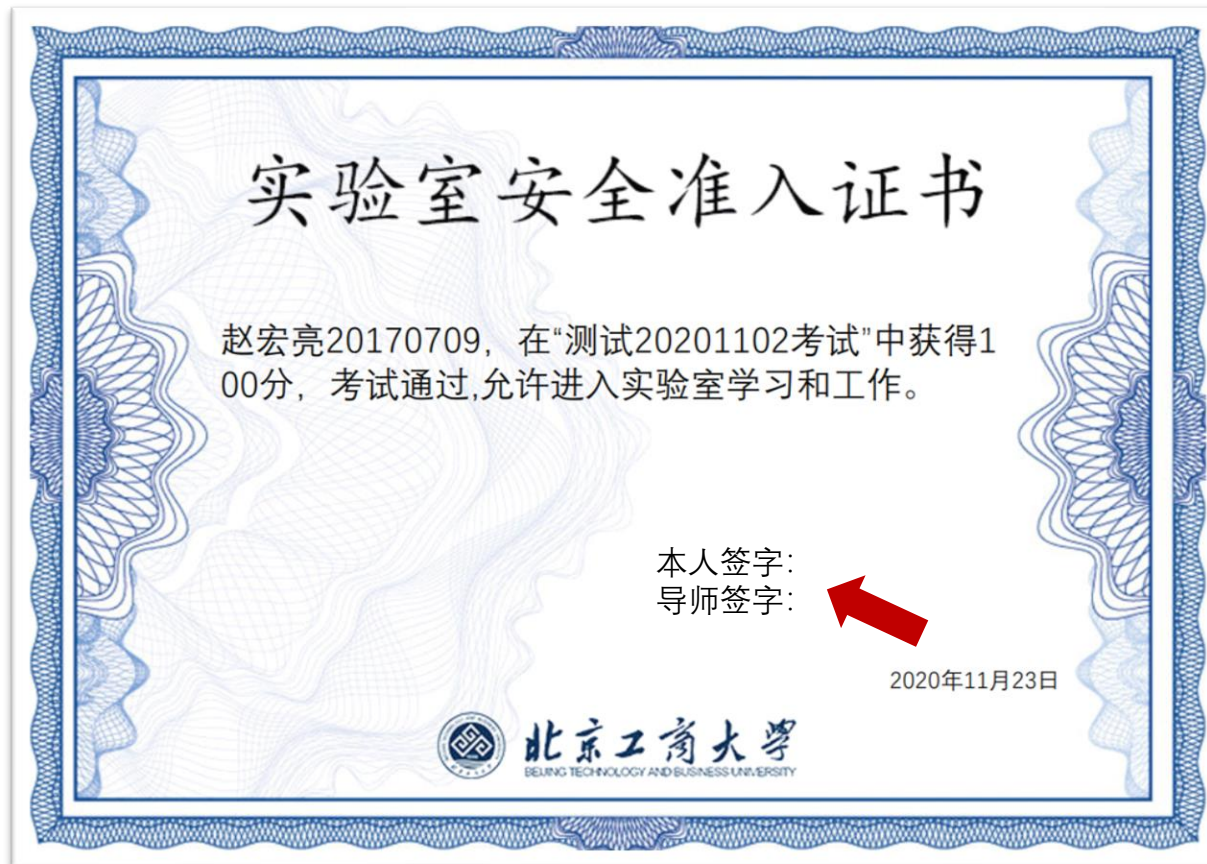 实验室安全准入证书
赵宏亮20170709，在“测试20201102考试”中获得1
00分，考试通过,允许进入实验室学习和工作。
本人签字：
导师签字：
2020年11月23日
北京工商大学
BEIJING TECHNOLOGY AND BUSINESS UNIVERSITY